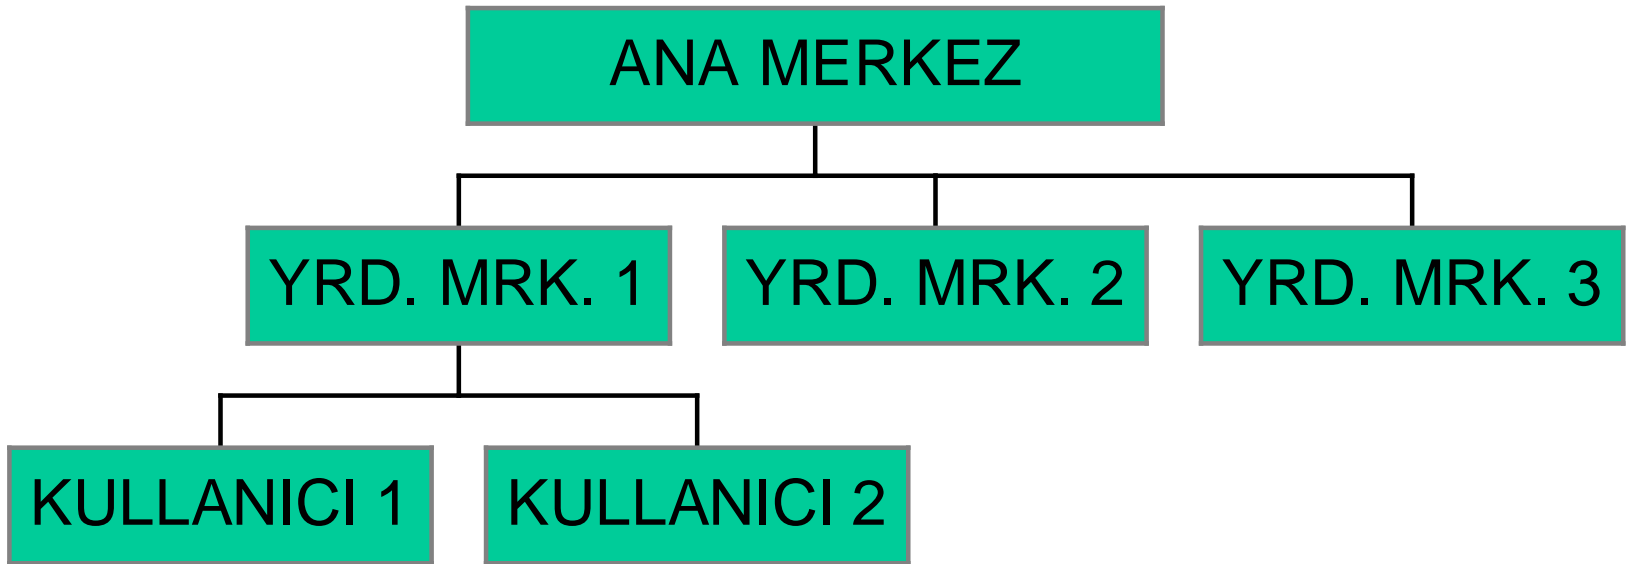 ANA MERKEZ
YRD. MRK. 1
YRD. MRK. 2
YRD. MRK. 3
KULLANICI 1
KULLANICI 2